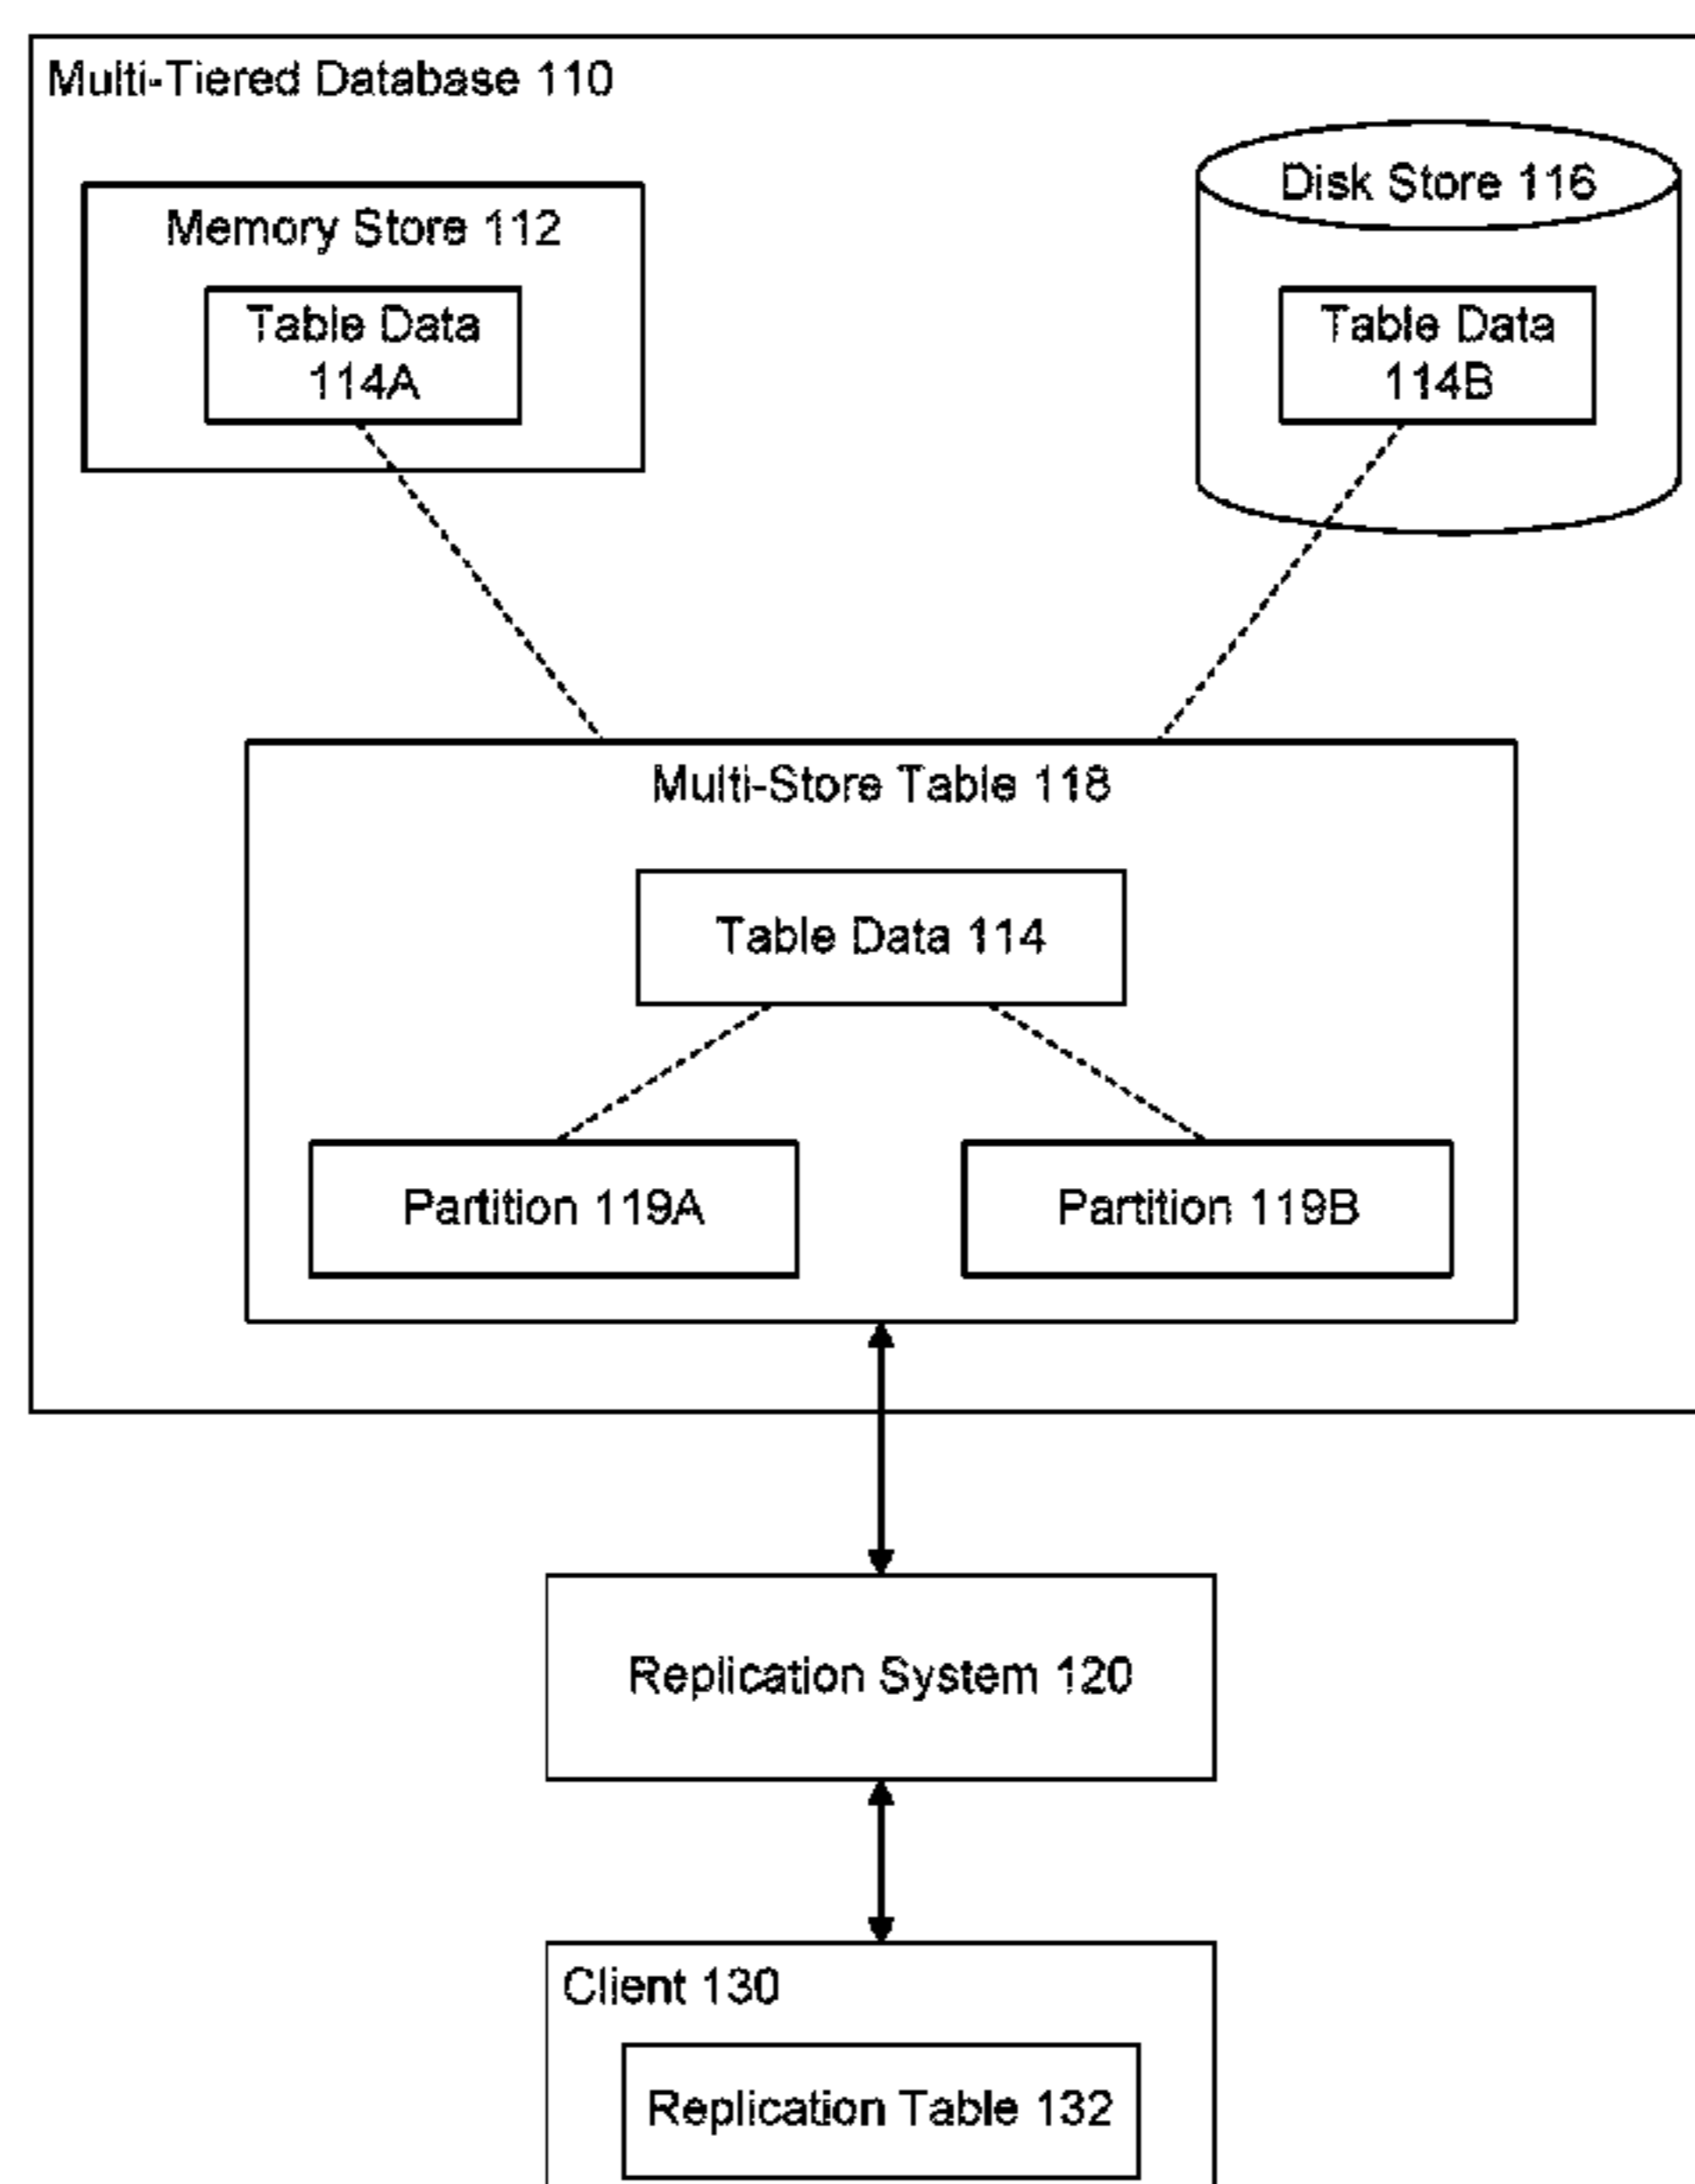 Multi-Tiered Database 110
Memory Store 112
Table Data
114A
Disk Store 116
Table Data
114B
Multi-Store Table 118
Table Data 114
Partition 119A
Partition 119B
Replication System 120
Client 130
Replication Table 132